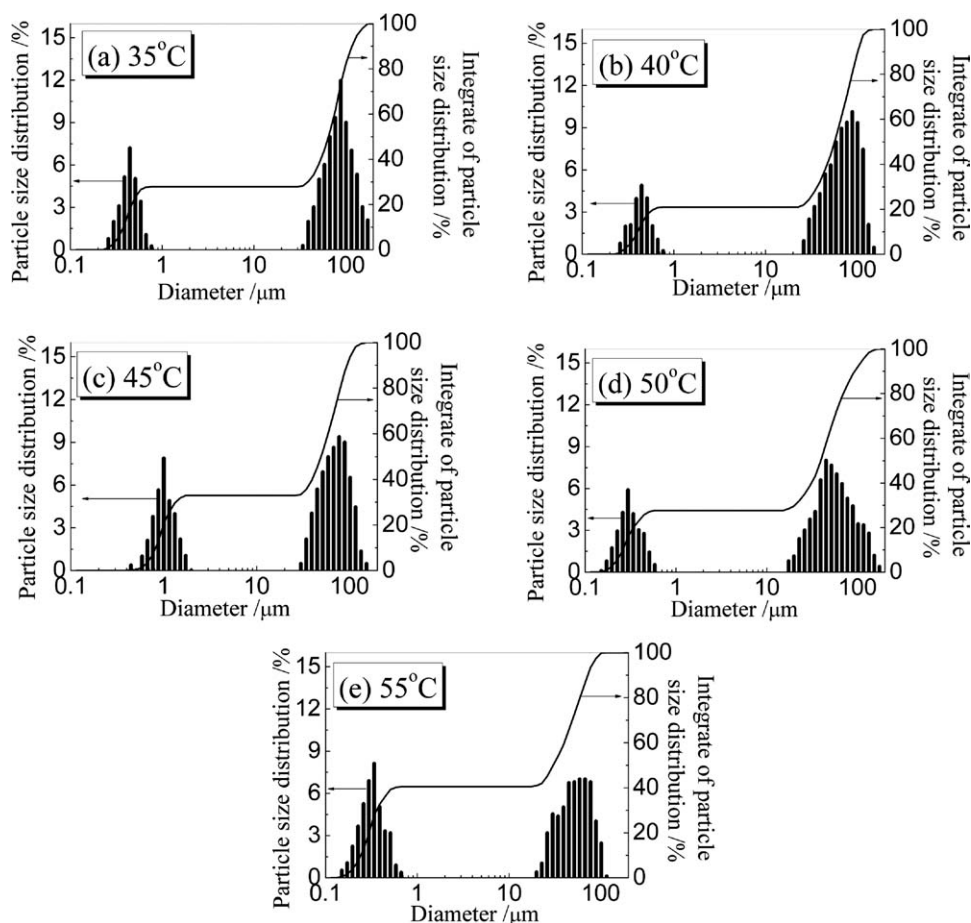 (a) 35°C
Particle size distribution /%
16
12
8
4
0
0.1 1 10 100
Diameter /μm
100
80
60
40
20
0
Integrate of particle
size distribution /%
(b) 40°C
Particle size distribution /%
15
12
9
6
3
0
0.1 1 10 100
Diameter /μm
100
80
60
40
20
0
Integrate of particle
size distribution /%
(c) 45°C
Particle size distribution /%
15
12
9
6
3
0
0.1 1 10 100
Diameter /μm
100
80
60
40
20
0
Integrate of particle
size distribution /%
(d) 50°C
Particle size distribution /%
15
12
9
6
3
0
0.1 1 10 100
Diameter /μm
100
80
60
40
20
0
Integrate of particle
size distribution /%
(e) 55°C
Particle size distribution /%
15
12
9
6
3
0
0.1 1 10 100
Diameter /μm
100
80
60
40
20
0
Integrate of particle
size distribution /%